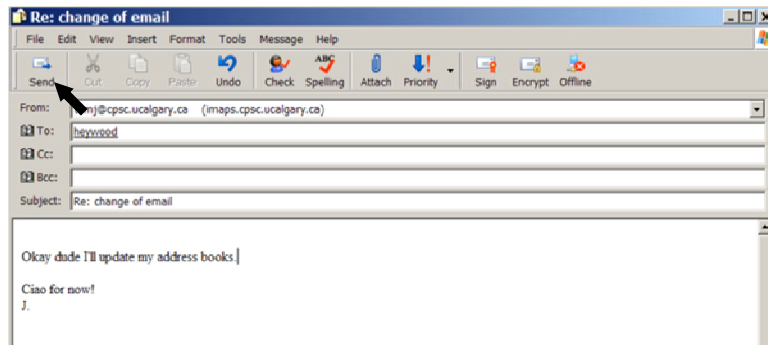 Re: change of email
File Edit View Insert Format Tools Message Help
Send Cut Copy Paste Undo Check ABC Spelling Attach Priority Sign Encrypt Offline
From: nj@cpsc.ucalgary.ca (imaps.cpsc.ucalgary.ca)
To: heywood
Cc:
Bcc:
Subject: Re: change of email
Okay dude I'll update my address books.
Ciao for now!
J.